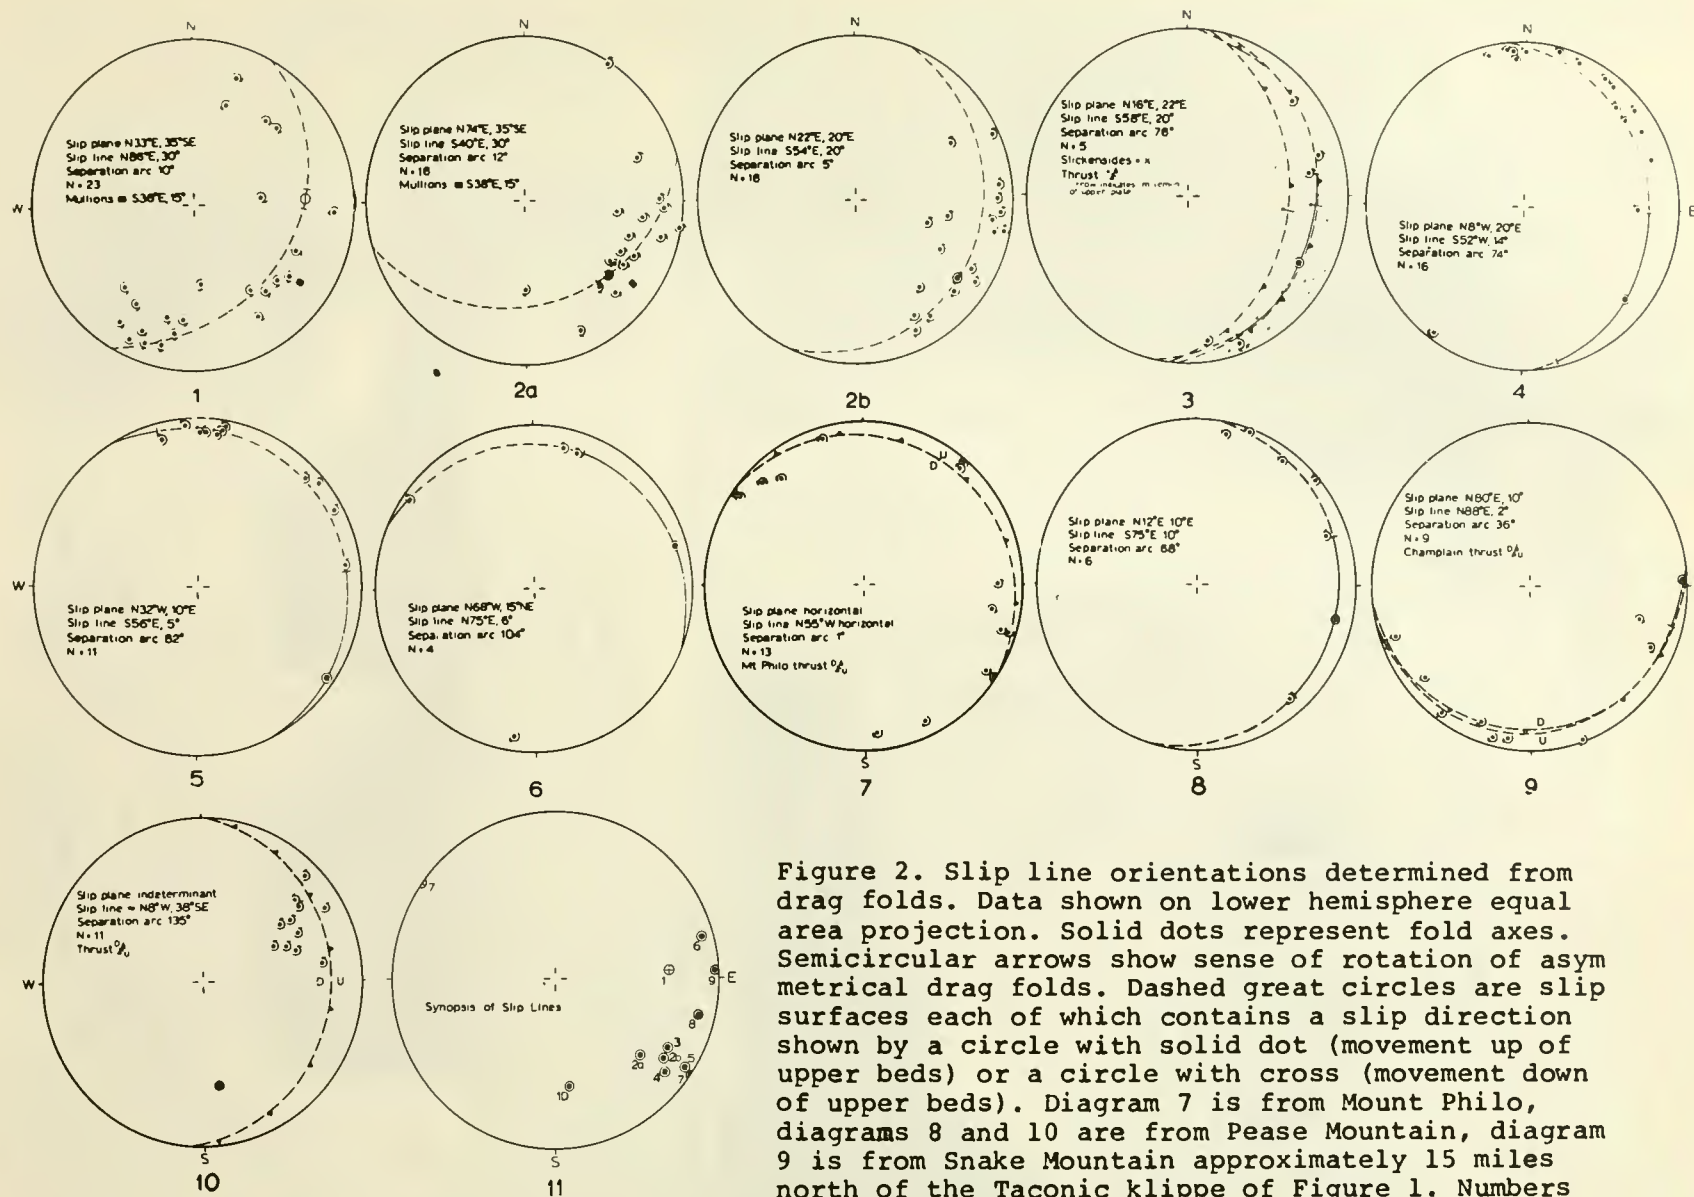 N
Slip plane N33°E, 35°SE
Slip line N86°E, 30°
Separation arc 10°
N = 23
Mullions = S36°E, 15°
W
1
N
Slip plane N74°E, 35°SE
Slip line S40°E, 30°
Separation arc 12°
N = 18
Mullions = S38°E, 15°
2a
N
Slip plane N22°E, 20°E
Slip line S54°E, 20°
Separation arc 5°
N = 18
2b
N
Slip plane N16°E, 22°E
Slip line S58°E, 20°
Separation arc 76°
N = 5
Slickensides = x
Thrust
of upper plate
3
N
Slip plane N8°W, 20°E
Slip line S52°W, 14°
Separation arc 74°
N = 16
E
4
W
Slip plane N32°W, 10°E
Slip line S56°E, 5°
Separation arc 82°
N = 11
5
Slip plane N68°W, 15°NE
Slip line N75°E, 6°
Separation arc 104°
N = 4
6
D U
Slip plane horizontal
Slip line N55°W horizontal
Separation arc 1°
N = 13
Mt Philo thrust D U
S
7
Slip plane N12°E 10°E
Slip line S75°E 10°
Separation arc 68°
N = 6
S
8
Slip plane N80°E, 10°
Slip line N88°E, 2°
Separation arc 36°
N = 9
Champlain thrust D U
D
U
9
Slip plane indeterminant
Slip line = N8°W, 38°SE
Separation arc 135°
N = 11
Thrust D U
W
D U
S
10
7
6
1
9
E
Synopsis of Slip Lines
8
3
2a
2b
5
4
7
10
11
Figure 2. Slip line orientations determined from
drag folds. Data shown on lower hemisphere equal
area projection. Solid dots represent fold axes.
Semicircular arrows show sense of rotation of asym
metrical drag folds. Dashed great circles are slip
surfaces each of which contains a slip direction
shown by a circle with solid dot (movement up of
upper beds) or a circle with cross (movement down
of upper beds). Diagram 7 is from Mount Philo,
diagrams 8 and 10 are from Pease Mountain, diagram
9 is from Snake Mountain approximately 15 miles
north of the Taconic klippe of Figure 1. Numbers